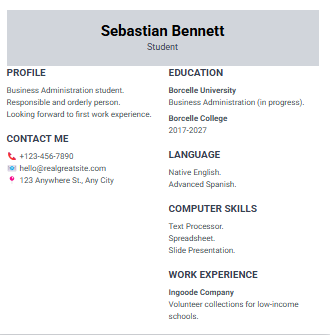 Sebastian Bennett
Student
PROFILE
Business Administration student.
Responsible and orderly person.
Looking forward to first work experience.
CONTACT ME
+123-456-7890
hello@realgreatsite.com
123 Anywhere St., Any City
EDUCATION
Borcelle University
Business Administration (in progress).
Borcelle College
2017-2027
LANGUAGE
Native English.
Advanced Spanish.
COMPUTER SKILLS
Text Processor.
Spreadsheet.
Slide Presentation.
WORK EXPERIENCE
Ingoode Company
Volunteer collections for low-income
schools.